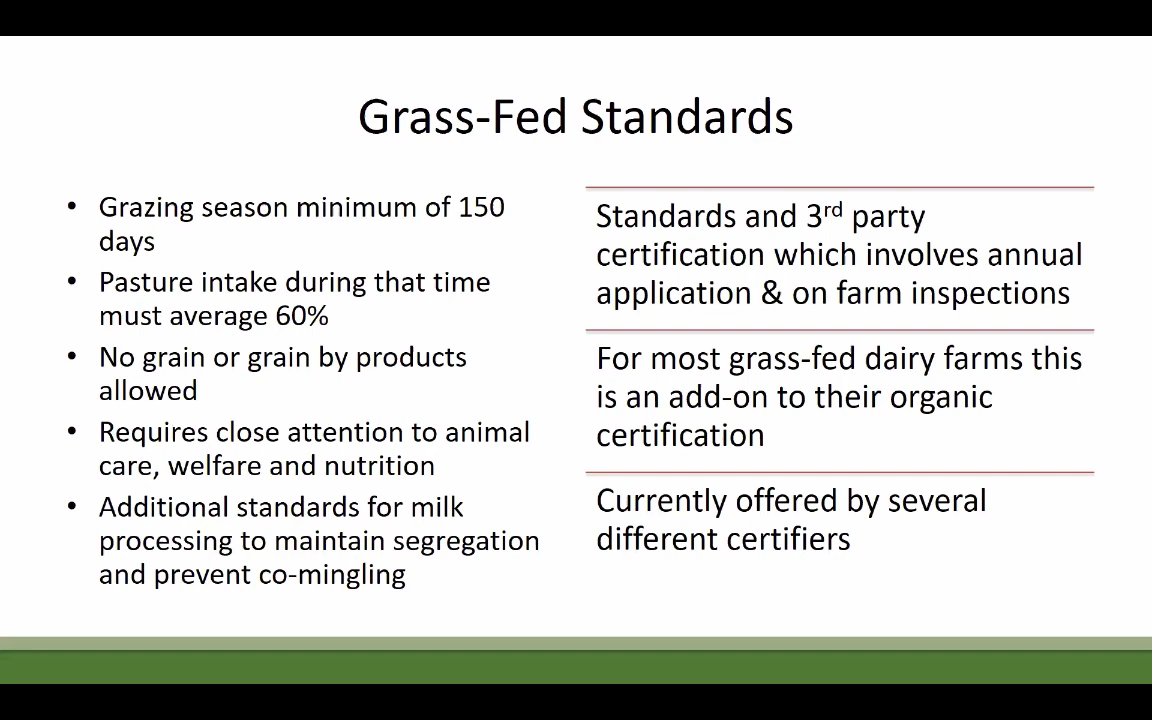 Grass-Fed Standards
• Grazing season minimum of 150
days
• Pasture intake during that time
must average 60%
• No grain or grain by products
allowed
• Requires close attention to animal
care, welfare and nutrition
• Additional standards for milk
processing to maintain segregation
and prevent co-mingling
Standards and 3rd party
certification which involves annual
application & on farm inspections
For most grass-fed dairy farms this
is an add-on to their organic
certification
Currently offered by several
different certifiers